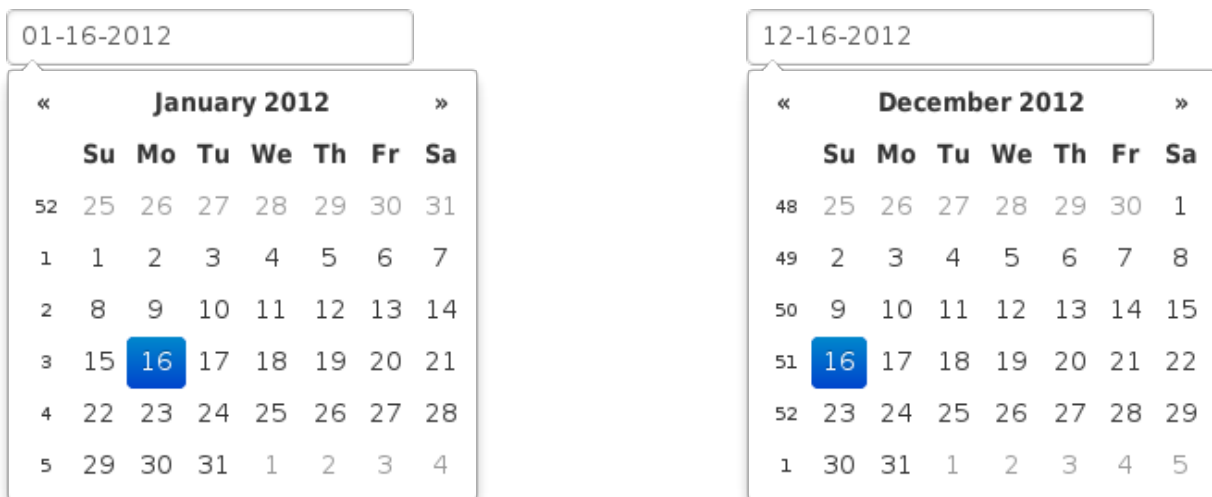 01-16-2012
« January 2012 »
Su Mo Tu We Th Fr Sa
52 25 26 27 28 29 30 31
1 1 2 3 4 5 6 7
2 8 9 10 11 12 13 14
3 15 16 17 18 19 20 21
4 22 23 24 25 26 27 28
5 29 30 31 1 2 3 4
12-16-2012
« December 2012 »
Su Mo Tu We Th Fr Sa
48 25 26 27 28 29 30 1
49 2 3 4 5 6 7 8
50 9 10 11 12 13 14 15
51 16 17 18 19 20 21 22
52 23 24 25 26 27 28 29
1 30 31 1 2 3 4 5